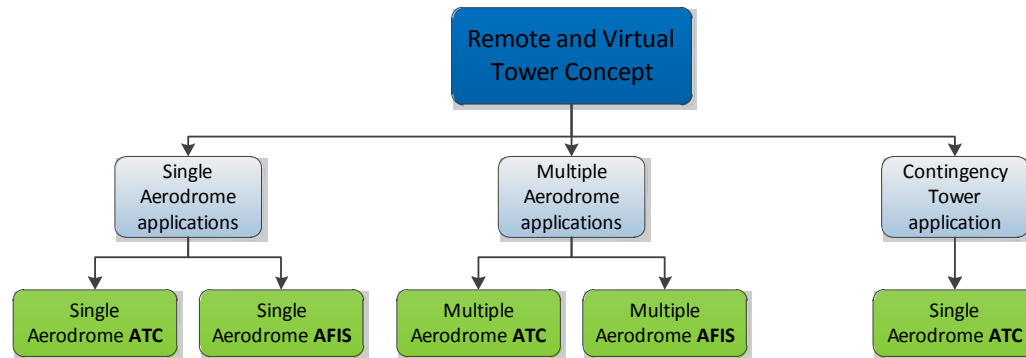 Remote and Virtual
Tower Concept
Single
Aerodrome
applications
Multiple
Aerodrome
applications
Contingency
Tower
application
Single
Aerodrome ATC
Single
Aerodrome AFIS
Multiple
Aerodrome ATC
Multiple
Aerodrome AFIS
Single
Aerodrome ATC